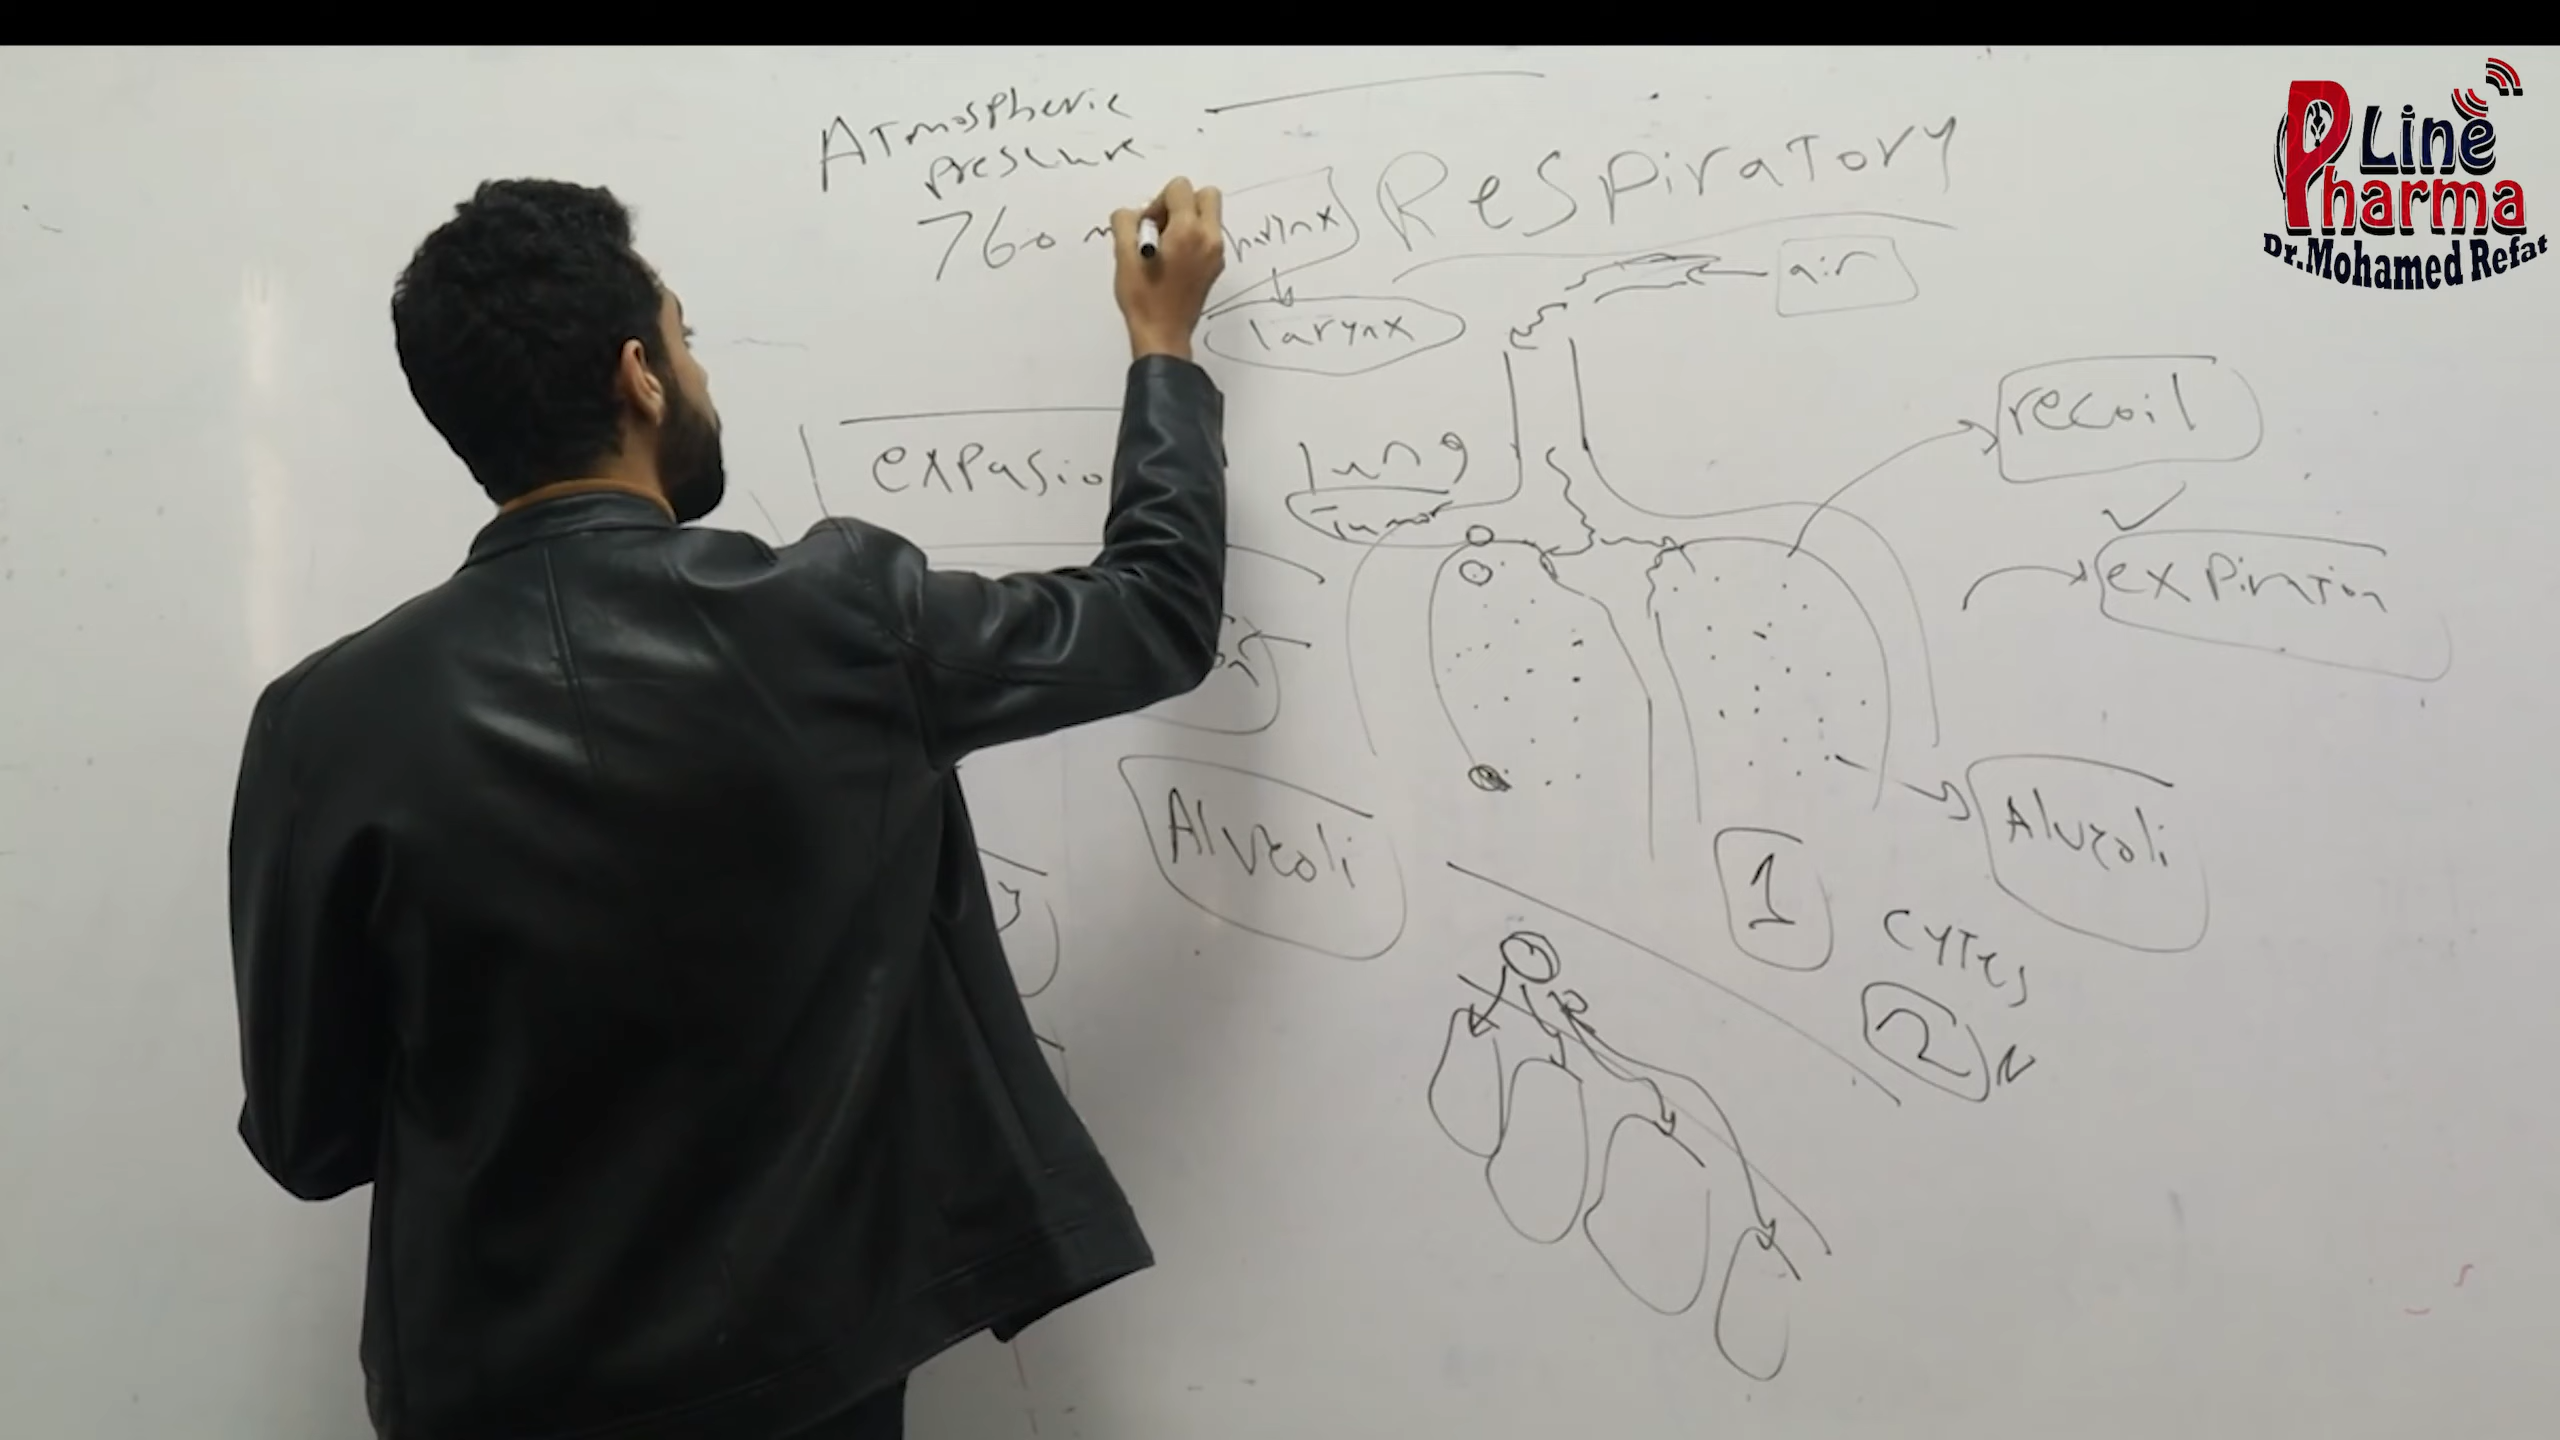 Line
Pharma
Dr.Mohamed Refat
Atmospheric
pressure
760
Respiratory
air
larynx
recoil
Lung
Tumor
expasio
expiration
Alveoli
Alveoli
1
CyTes
2
N